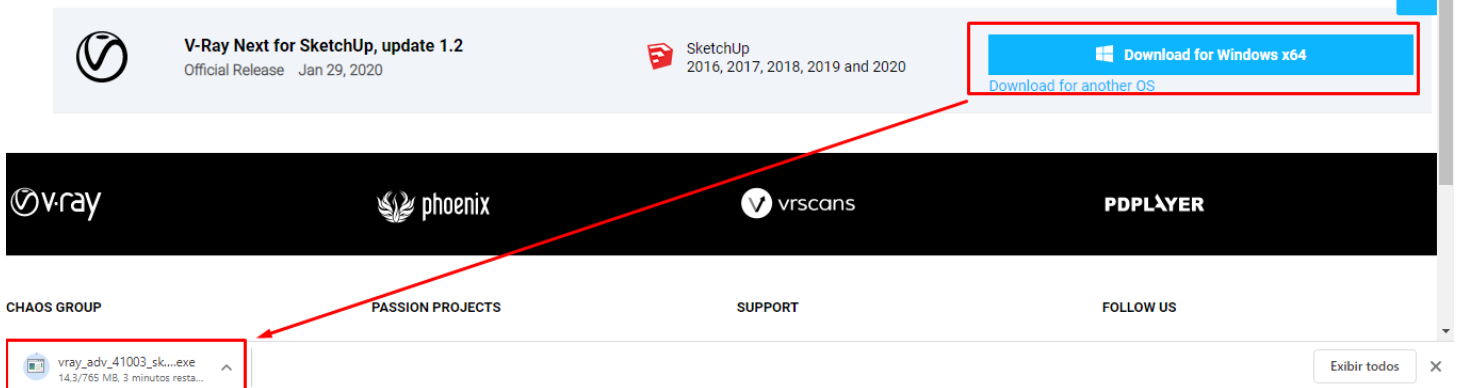 V-Ray Next for SketchUp, update 1.2
Official Release Jan 29, 2020
SketchUp
2016, 2017, 2018, 2019 and 2020
Download for Windows x64
Download for another OS
v·ray
phoenix
vrscans
PDPLAYER
CHAOS GROUP
PASSION PROJECTS
SUPPORT
FOLLOW US
vray_adv_41003_sk....exe
14,3/765 MB, 3 minutos resta...
Exibir todos